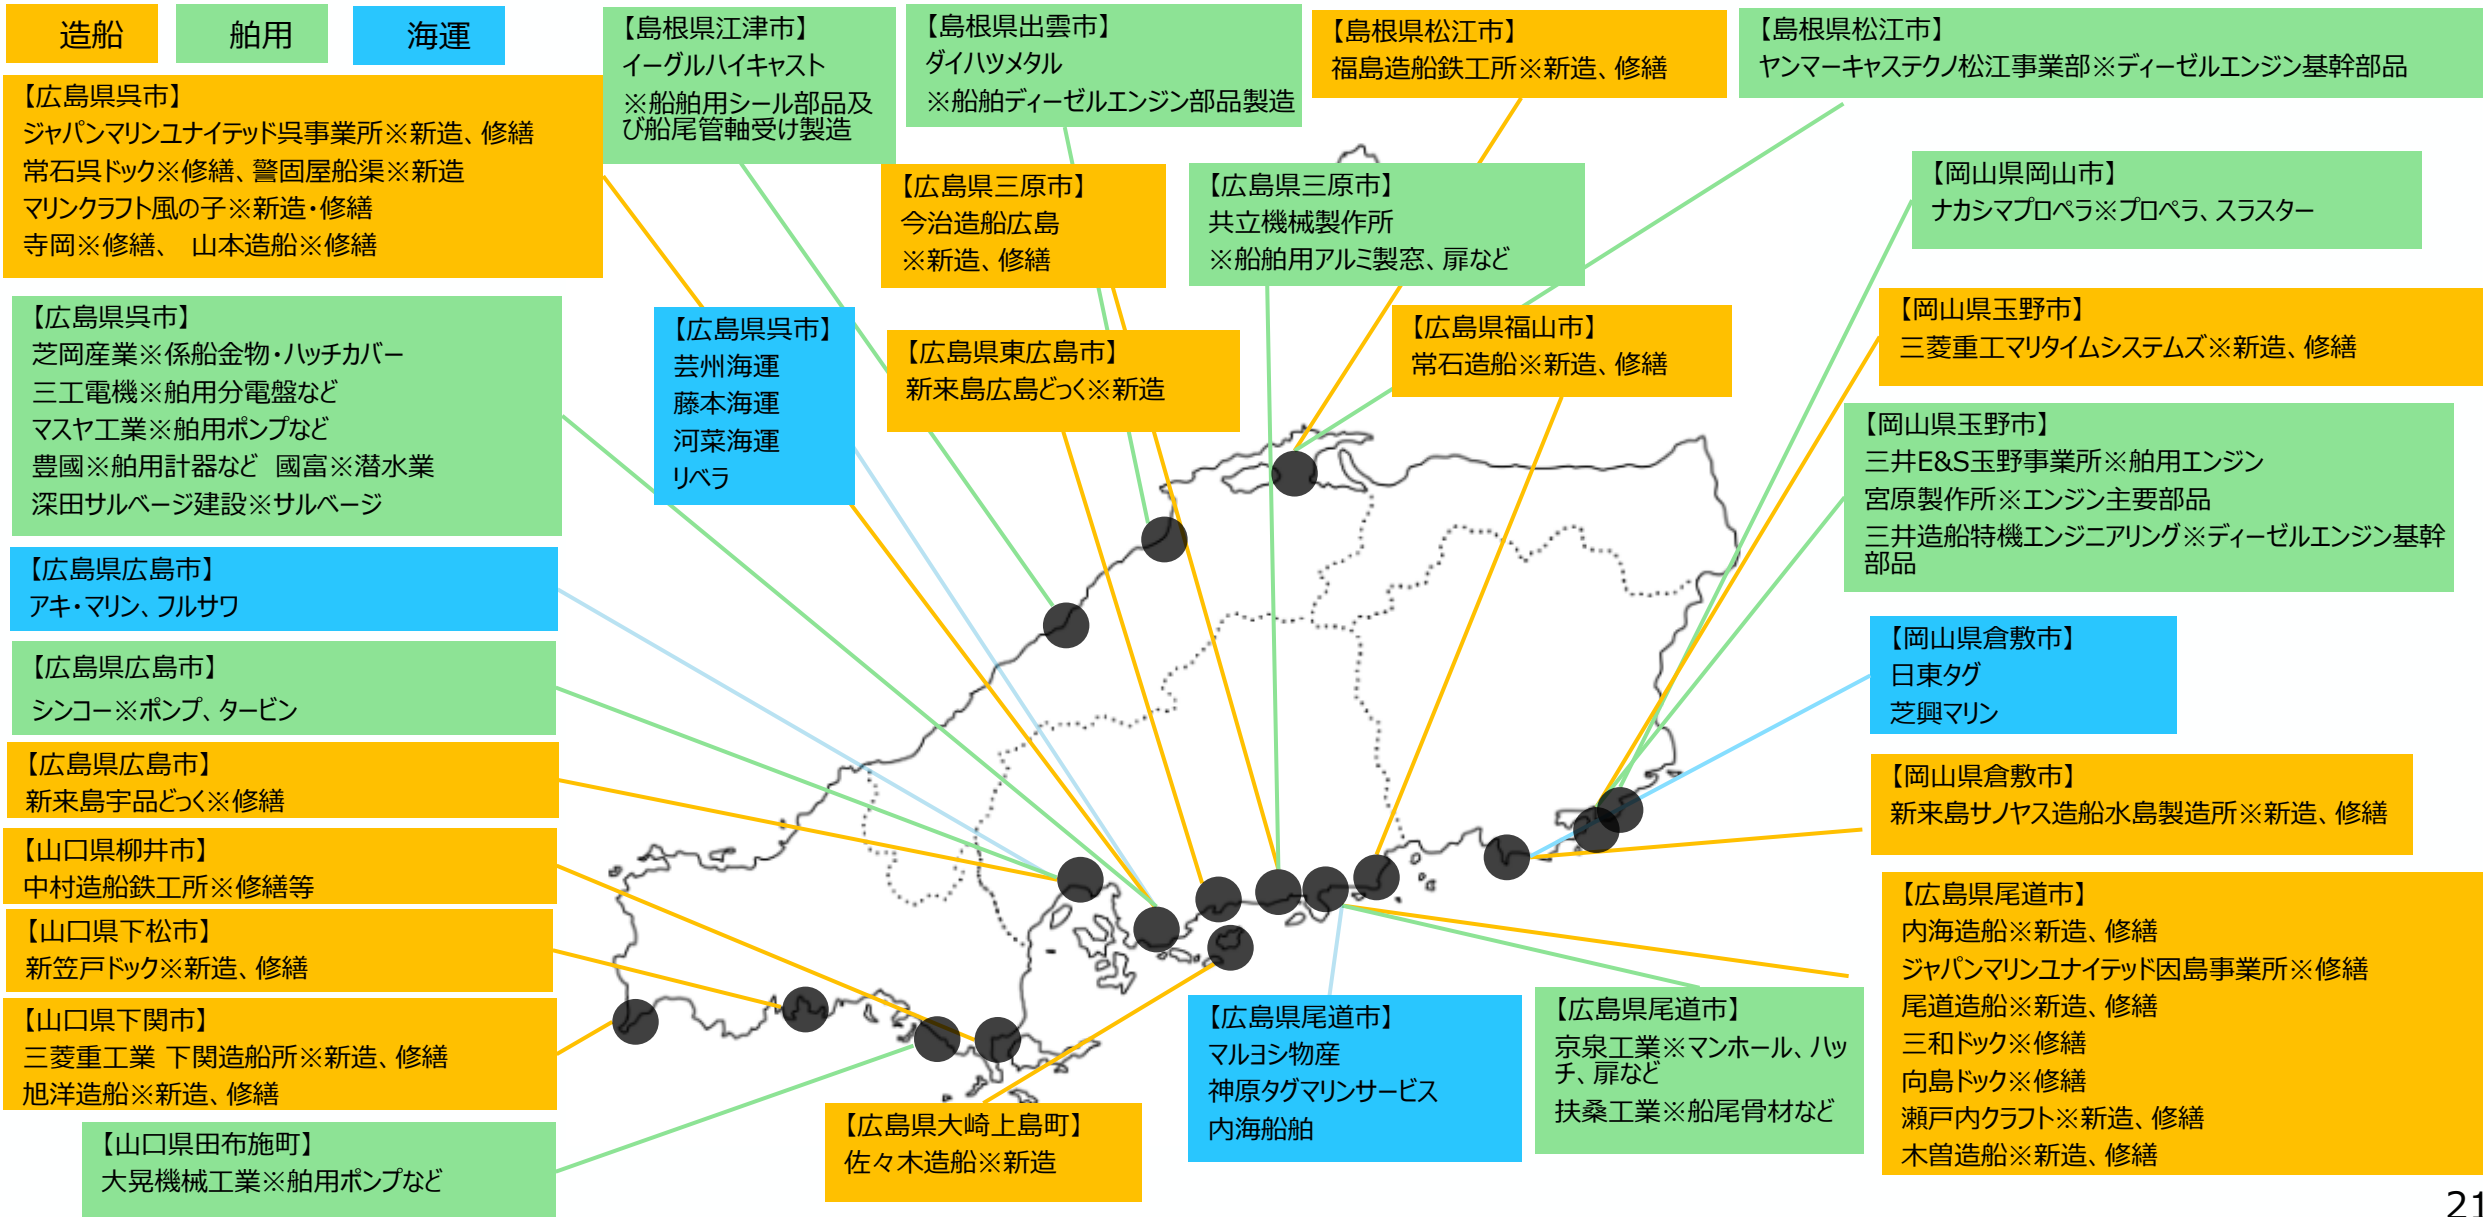 造船
舶用
海運
【広島県呉市】
ジャパンマリンユナイテッド呉事業所※新造、修繕
常石呉ドック※修繕、警固屋船渠※新造
マリンクラフト風の子※新造・修繕
寺岡※修繕、 山本造船※修繕
【島根県江津市】
イーグルハイキャスト
※船舶用シール部品及
び船尾管軸受け製造
【島根県出雲市】
ダイハツメタル
※船舶ディーゼルエンジン部品製造
【島根県松江市】
福島造船鉄工所※新造、修繕
【島根県松江市】
ヤンマーキャステクノ松江事業部※ディーゼルエンジン基幹部品
【広島県三原市】
今治造船広島
※新造、修繕
【広島県三原市】
共立機械製作所
※船舶用アルミ製窓、扉など
【岡山県岡山市】
ナカシマプロペラ※プロペラ、スラスター
【広島県呉市】
芝岡産業※係船金物・ハッチカバー
三工電機※舶用分電盤など
マスヤ工業※舶用ポンプなど
豊國※舶用計器など 國富※潜水業
深田サルベージ建設※サルベージ
【広島県呉市】
芸州海運
藤本海運
河菜海運
リベラ
【広島県東広島市】
新来島広島どっく※新造
【広島県福山市】
常石造船※新造、修繕
【岡山県玉野市】
三菱重工マリタイムシステムズ※新造、修繕
【岡山県玉野市】
三井E&S玉野事業所※舶用エンジン
宮原製作所※エンジン主要部品
三井造船特機エンジニアリング※ディーゼルエンジン基幹
部品
【広島県広島市】
アキ・マリン、フルサワ
【広島県広島市】
シンコー※ポンプ、タービン
【広島県広島市】
新来島宇品どっく※修繕
【山口県柳井市】
中村造船鉄工所※修繕等
【山口県下松市】
新笠戸ドック※新造、修繕
【山口県下関市】
三菱重工業 下関造船所※新造、修繕
旭洋造船※新造、修繕
【山口県田布施町】
大晃機械工業※舶用ポンプなど
【広島県大崎上島町】
佐々木造船※新造
【広島県尾道市】
マルヨシ物産
神原タグマリンサービス
内海船舶
【広島県尾道市】
京泉工業※マンホール、ハッ
チ、扉など
扶桑工業※船尾骨材など
【岡山県倉敷市】
日東タグ
芝興マリン
【岡山県倉敷市】
新来島サノヤス造船水島製造所※新造、修繕
【広島県尾道市】
内海造船※新造、修繕
ジャパンマリンユナイテッド因島事業所※修繕
尾道造船※新造、修繕
三和ドック※修繕
向島ドック※修繕
瀬戸内クラフト※新造、修繕
木曽造船※新造、修繕
21